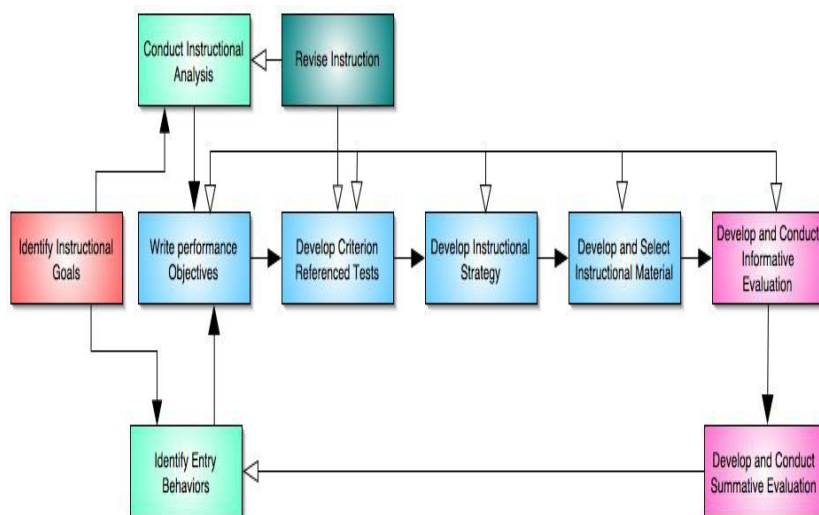 Conduct Instructional
Analysis
Revise Instruction
Identify Instructional
Goals
Write performance
Objectives
Develop Criterion
Referenced Tests
Develop Instructional
Strategy
Develop and Select
Instructional Material
Develop and Conduct
Informative
Evaluation
Identify Entry
Behaviors
Develop and Conduct
Summative Evaluation